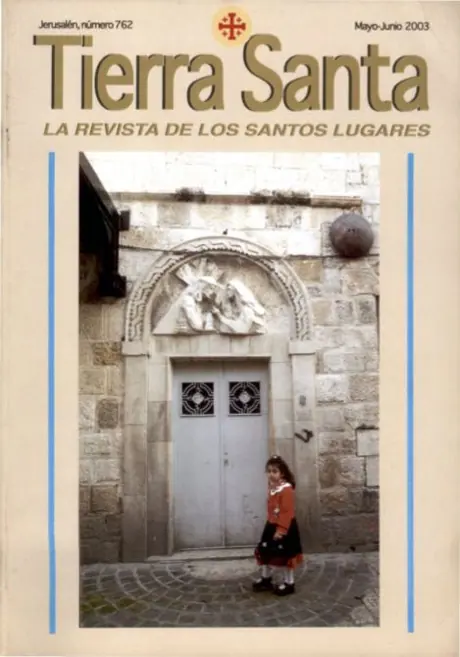 Jerusalén, número 762
Mayo-Junio 2003
Tierra Santa
LA REVISTA DE LOS SANTOS LUGARES